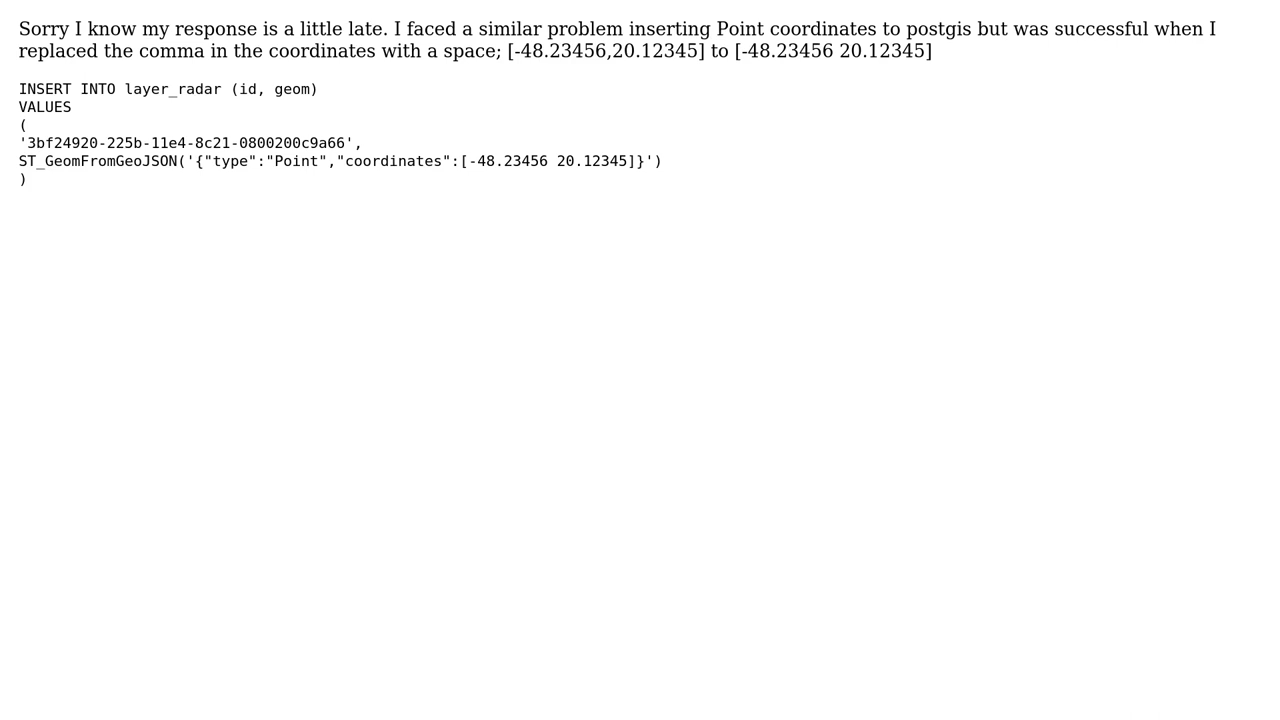 Sorry I know my response is a little late. I faced a similar problem inserting Point coordinates to postgis but was successful when I
replaced the comma in the coordinates with a space; [-48.23456,20.12345] to [-48.23456 20.12345]
INSERT INTO layer_radar (id, geom)
VALUES
(
'3bf24920-225b-11e4-8c21-0800200c9a66',
ST_GeomFromGeoJSON('{"type":"Point","coordinates":[-48.23456 20.12345]}')
)